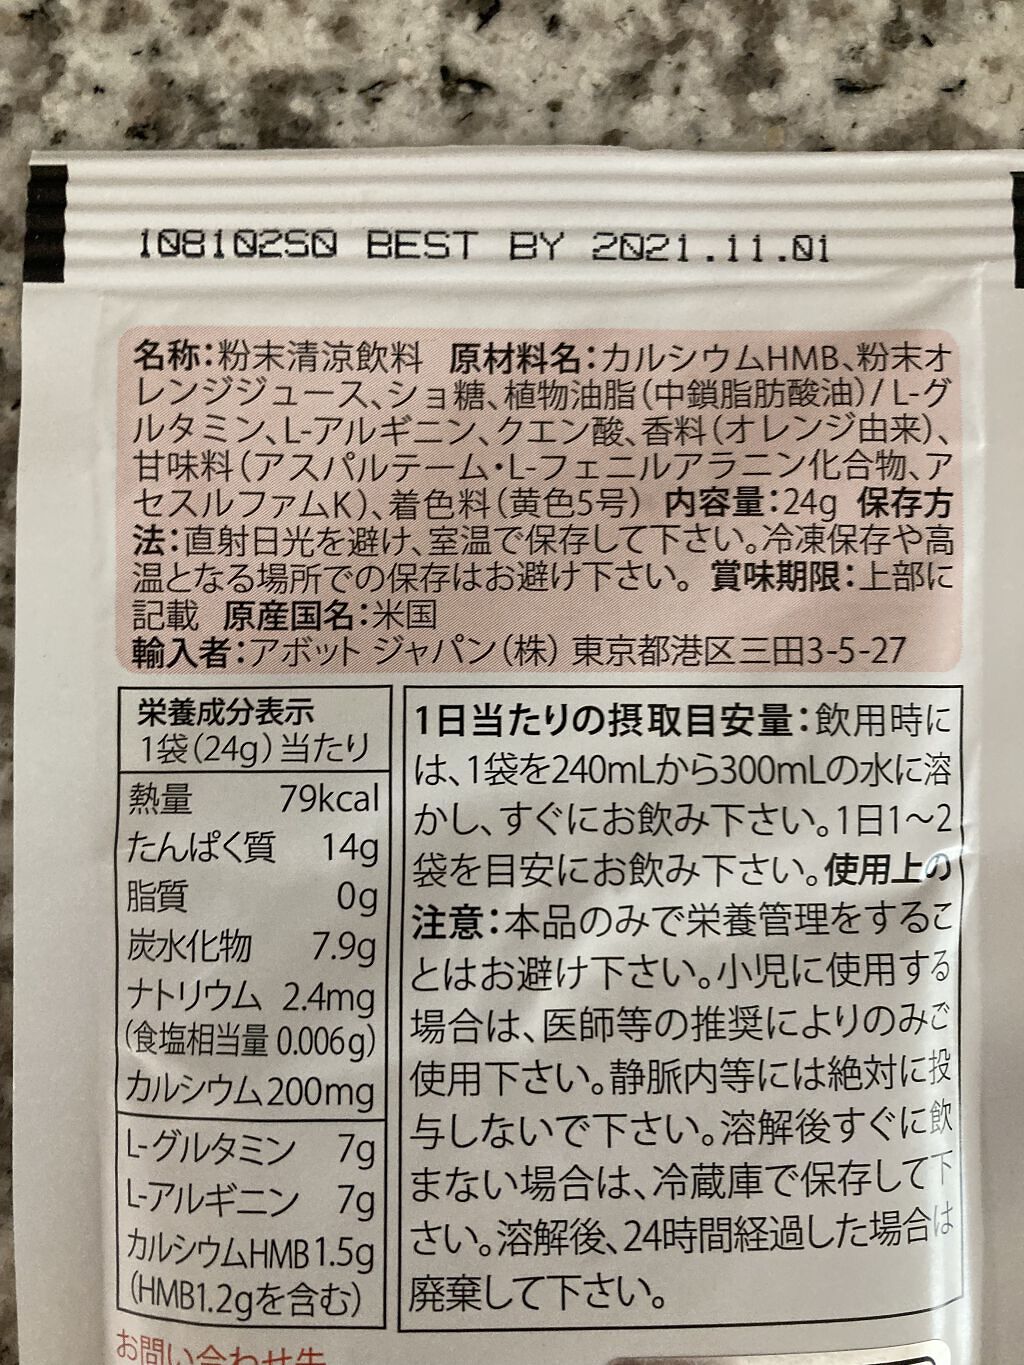 108102S0 BEST BY 2021.11.01
名称：粉末清涼飲料 原材料名：カルシウムHMB、粉末オ
レンジジュース、ショ糖、植物油脂（中鎖脂肪酸油）/ L-グ
ルタミン、L-アルギニン、クエン酸、香料（オレンジ由来）、
甘味料（アスパルテーム・L-フェニルアラニン化合物、ア
セスルファムK）、着色料（黄色5号） 内容量：24g 保存方
法：直射日光を避け、室温で保存して下さい。冷凍保存や高
温となる場所での保存はお避け下さい。 賞味期限：上部に
記載 原産国名：米国
輸入者：アボット ジャパン（株） 東京都港区三田3-5-27
栄養成分表示
1袋（24g）当たり
熱量 79kcal
たんぱく質 14g
脂質 0g
炭水化物 7.9g
ナトリウム 2.4mg
（食塩相当量 0.006g）
カルシウム 200mg
L-グルタミン 7g
L-アルギニン 7g
カルシウムHMB 1.5g
（HMB1.2gを含む）
1日当たりの摂取目安量：飲用時に
は、1袋を240mLから300mLの水に溶
かし、すぐにお飲み下さい。1日1～2
袋を目安にお飲み下さい。使用上の
注意：本品のみで栄養管理をするこ
とはお避け下さい。小児に使用する
場合は、医師等の推奨によりのみご
使用下さい。静脈内等には絶対に投
与しないで下さい。溶解後すぐに飲
まない場合は、冷蔵庫で保存して下
さい。溶解後、24時間経過した場合は
廃棄して下さい。
お問い合わせ先